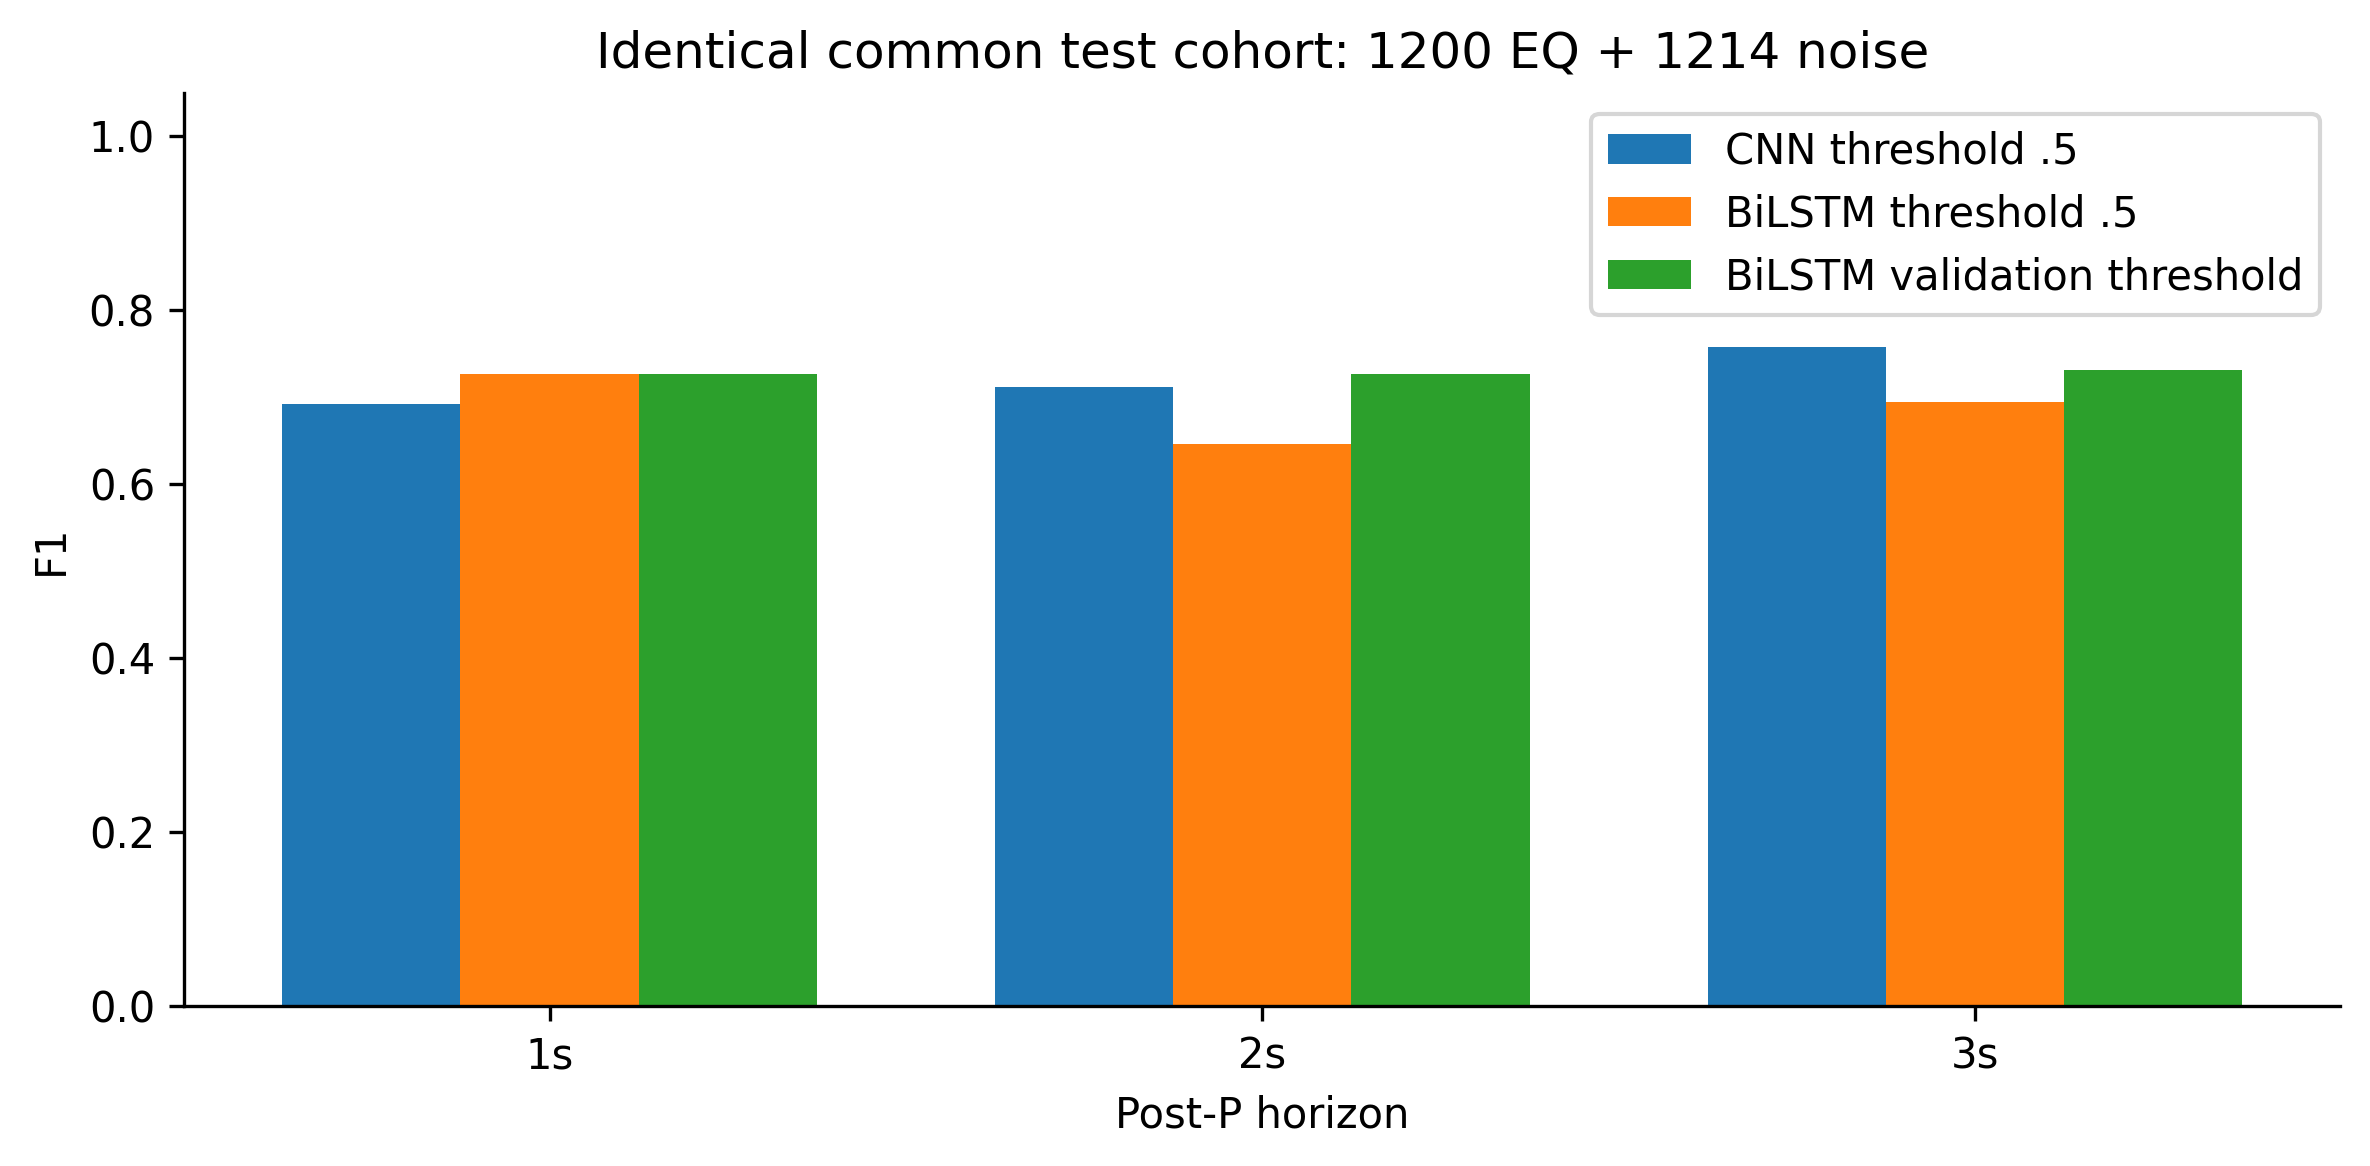 Identical common test cohort: 1200 EQ + 1214 noise
CNN threshold .5
BiLSTM threshold .5
BiLSTM validation threshold
F1
1.0
0.8
0.6
0.4
0.2
0.0
1s
2s
3s
Post-P horizon